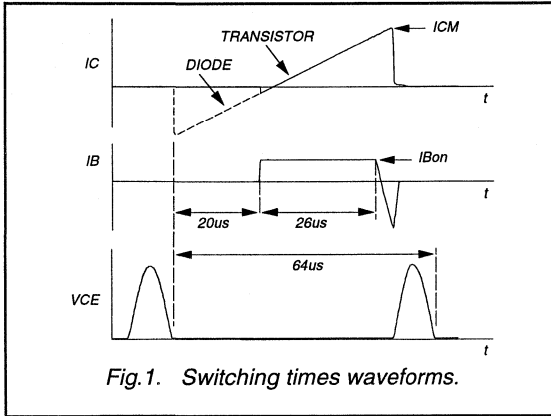 ICM
TRANSISTOR
IC
DIODE
t
IB
IBon
t
20us
26us
64us
VCE
t
Fig.1. Switching times waveforms.